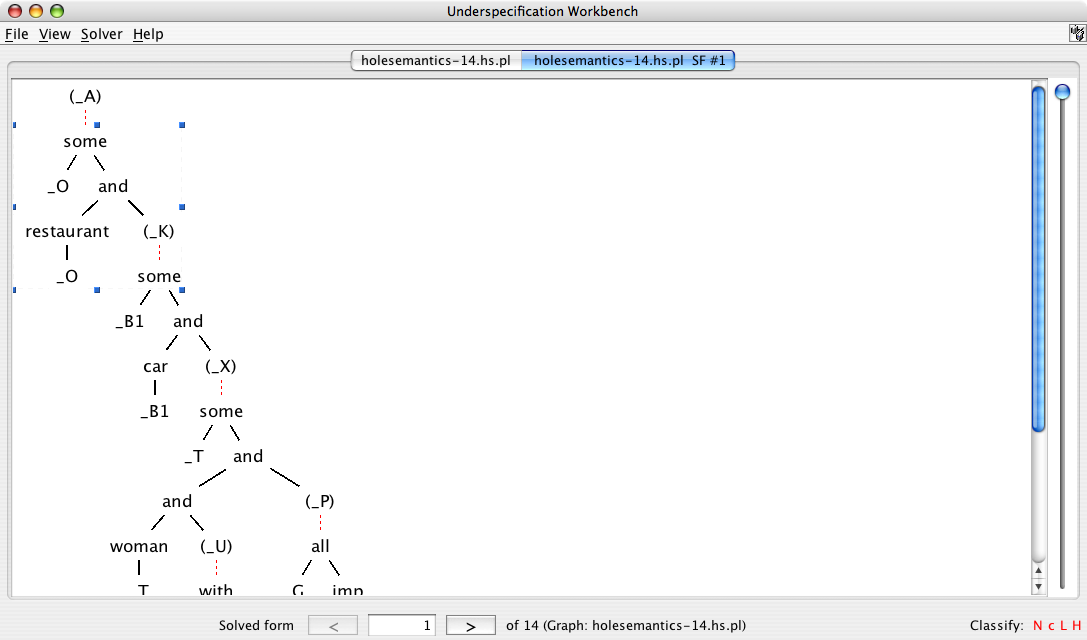 Underspecification Workbench
File View Solver Help
holesemantics-14.hs.pl holesemantics-14.hs.pl SF #1
(_A)
some
_O and
restaurant (_K)
_O some
_B1 and
car (_X)
_B1 some
_T and
and (_P)
woman (_U) all
T with G imp
Solved form < 1 > of 14 (Graph: holesemantics-14.hs.pl) Classify: N c L H